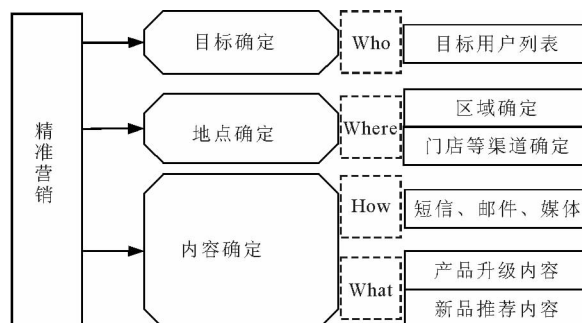 精准营销
目标确定
Who
目标用户列表
地点确定
Where
区域确定
门店等渠道确定
内容确定
How
短信、邮件、媒体
What
产品升级内容
新品推荐内容